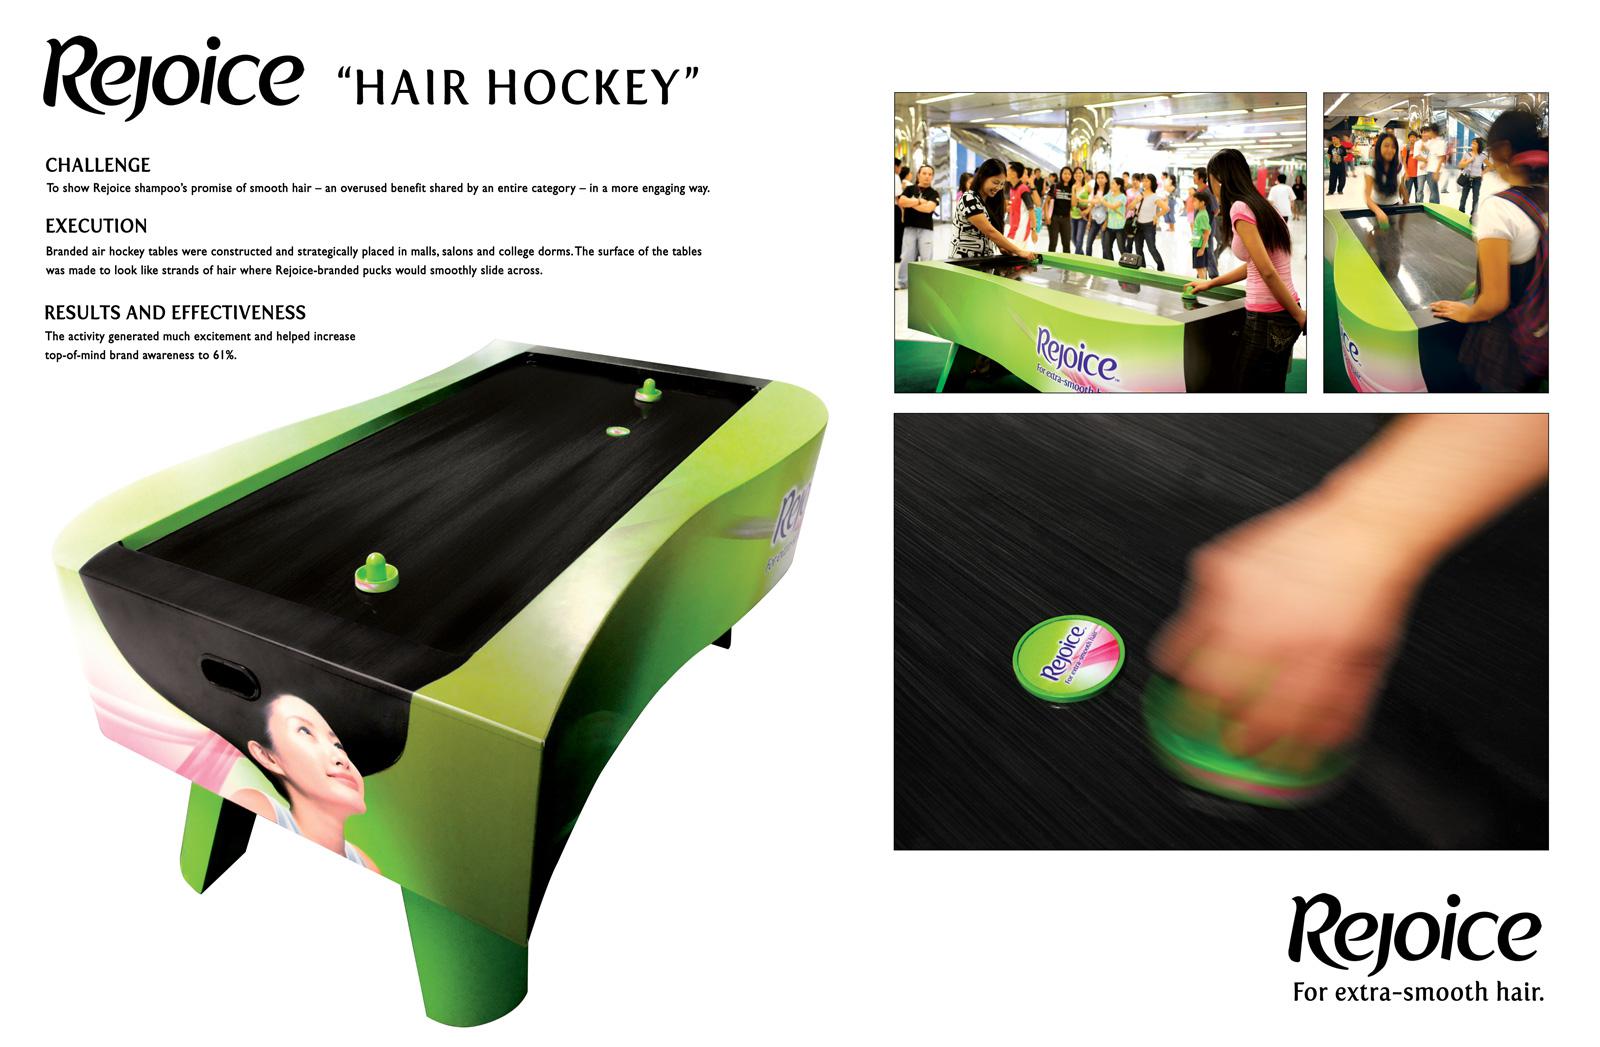 Rejoice "HAIR HOCKEY"
CHALLENGE
To show Rejoice shampoo's promise of smooth hair – an overused benefit shared by an entire category – in a more engaging way.
EXECUTION
Branded air hockey tables were constructed and strategically placed in malls, salons and college dorms. The surface of the tables
was made to look like strands of hair where Rejoice-branded pucks would smoothly slide across.
RESULTS AND EFFECTIVENESS
The activity generated much excitement and helped increase
top-of-mind brand awareness to 61%.
Rejoice
For extra-smooth
Rejoice
For extra-smooth hair.
Rejoice
For extra-smooth hair.